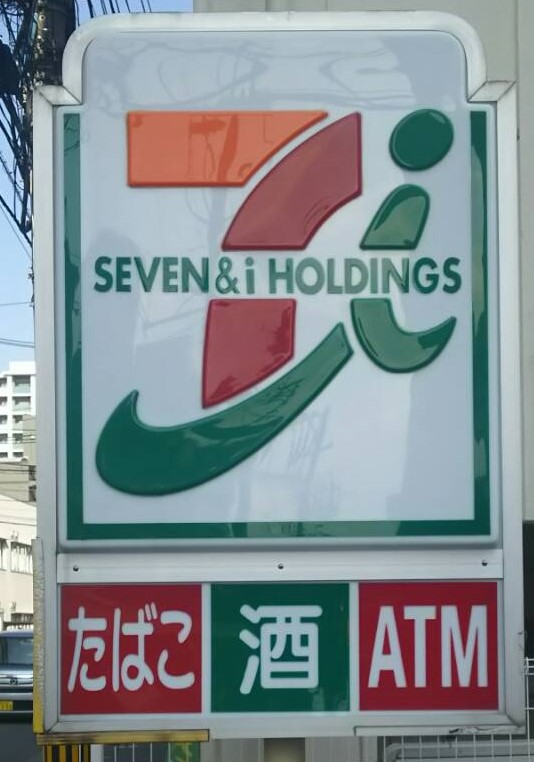 SEVEN&i HOLDINGS
たばこ 酒 ATM